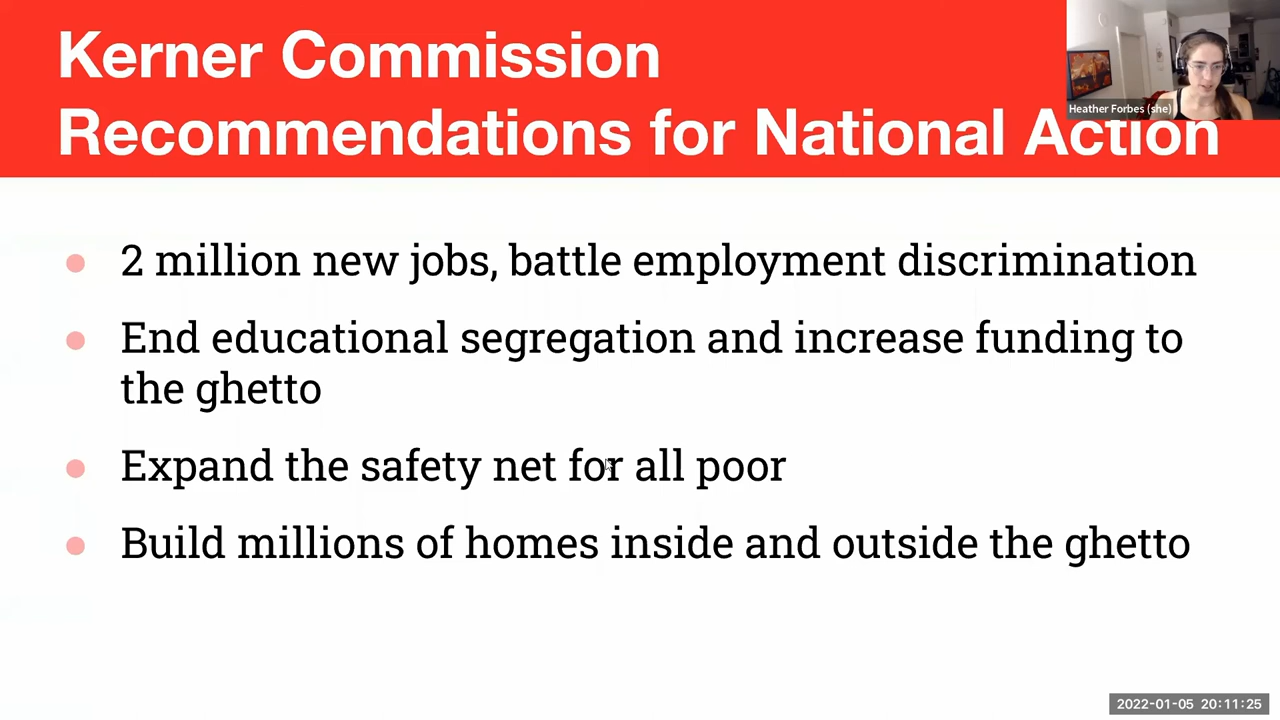 Kerner Commission
Recommendations for National Action
Heather Forbes (she)
● 2 million new jobs, battle employment discrimination
● End educational segregation and increase funding to
the ghetto
● Expand the safety net for all poor
● Build millions of homes inside and outside the ghetto
2022-01-05 20:11:25